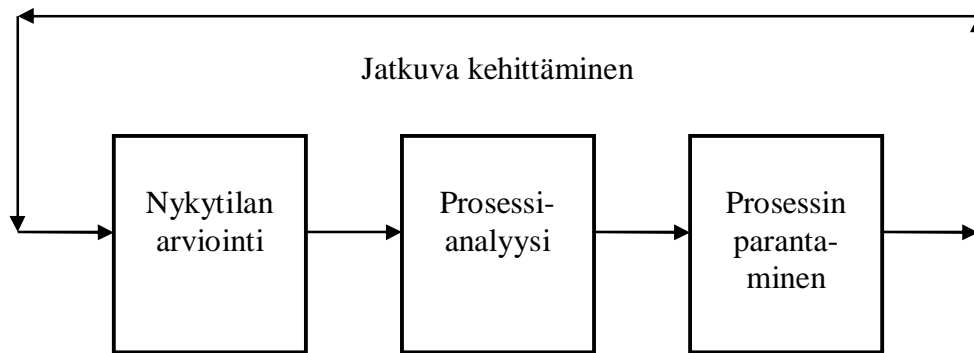 Jatkuva kehittäminen
Nykytilan
arviointi
Prosessi-
analyysi
Prosessin
paranta-
minen